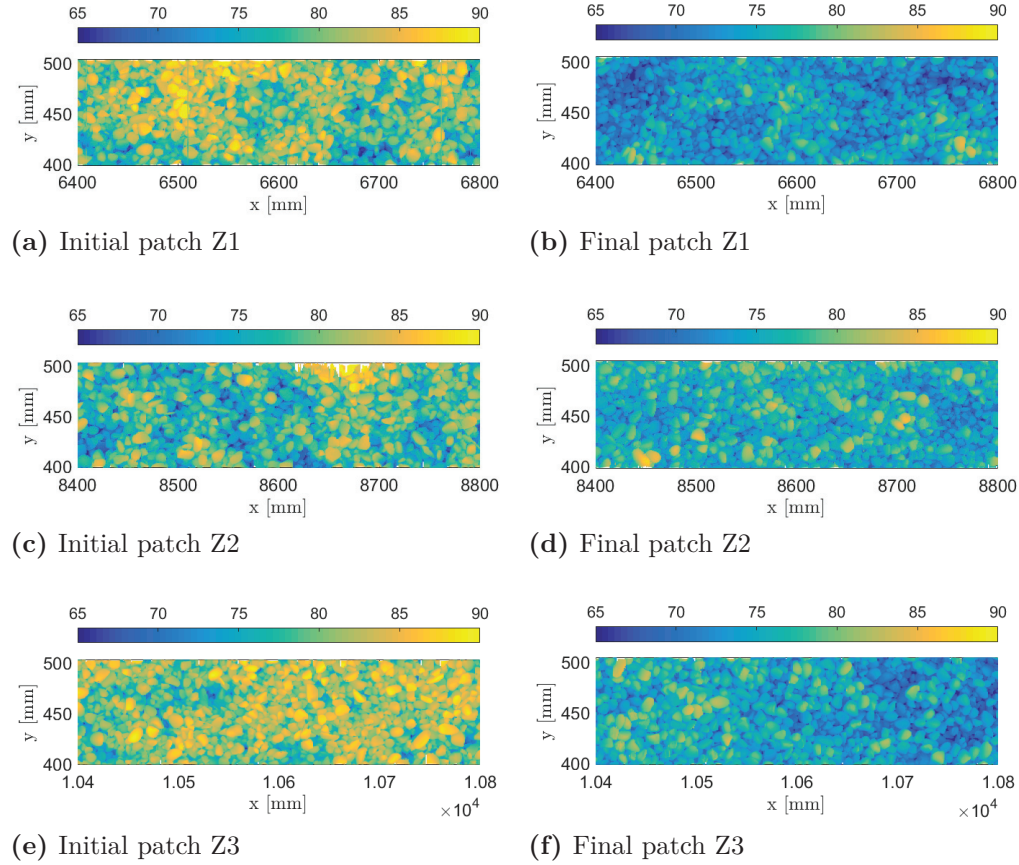 65 70 75 80 85 90
500
450
400
y [mm]
6400 6500 6600 6700 6800
x [mm]
(a) Initial patch Z1
65 70 75 80 85 90
500
450
400
y [mm]
6400 6500 6600 6700 6800
x [mm]
(b) Final patch Z1
65 70 75 80 85 90
500
450
400
y [mm]
8400 8500 8600 8700 8800
x [mm]
(c) Initial patch Z2
65 70 75 80 85 90
500
450
400
y [mm]
8400 8500 8600 8700 8800
x [mm]
(d) Final patch Z2
65 70 75 80 85 90
500
450
400
y [mm]
1.04 1.05 1.06 1.07 1.08
x [mm] ×10⁴
(e) Initial patch Z3
65 70 75 80 85 90
500
450
400
y [mm]
1.04 1.05 1.06 1.07 1.08
x [mm] ×10⁴
(f) Final patch Z3